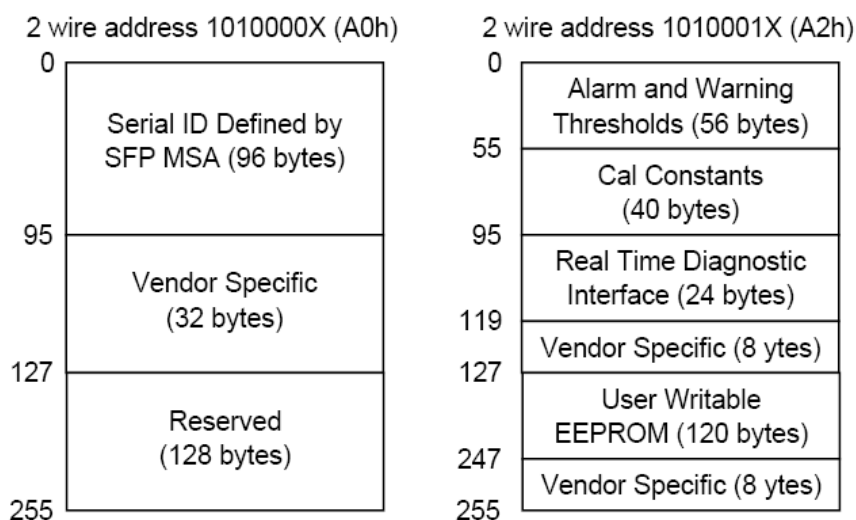 2 wire address 1010000X (A0h)
0
Serial ID Defined by
SFP MSA (96 bytes)
95
Vendor Specific
(32 bytes)
127
Reserved
(128 bytes)
255
2 wire address 1010001X (A2h)
0
Alarm and Warning
Thresholds (56 bytes)
55
Cal Constants
(40 bytes)
95
Real Time Diagnostic
Interface (24 bytes)
119
Vendor Specific (8 ytes)
127
User Writable
EEPROM (120 bytes)
247
Vendor Specific (8 ytes)
255